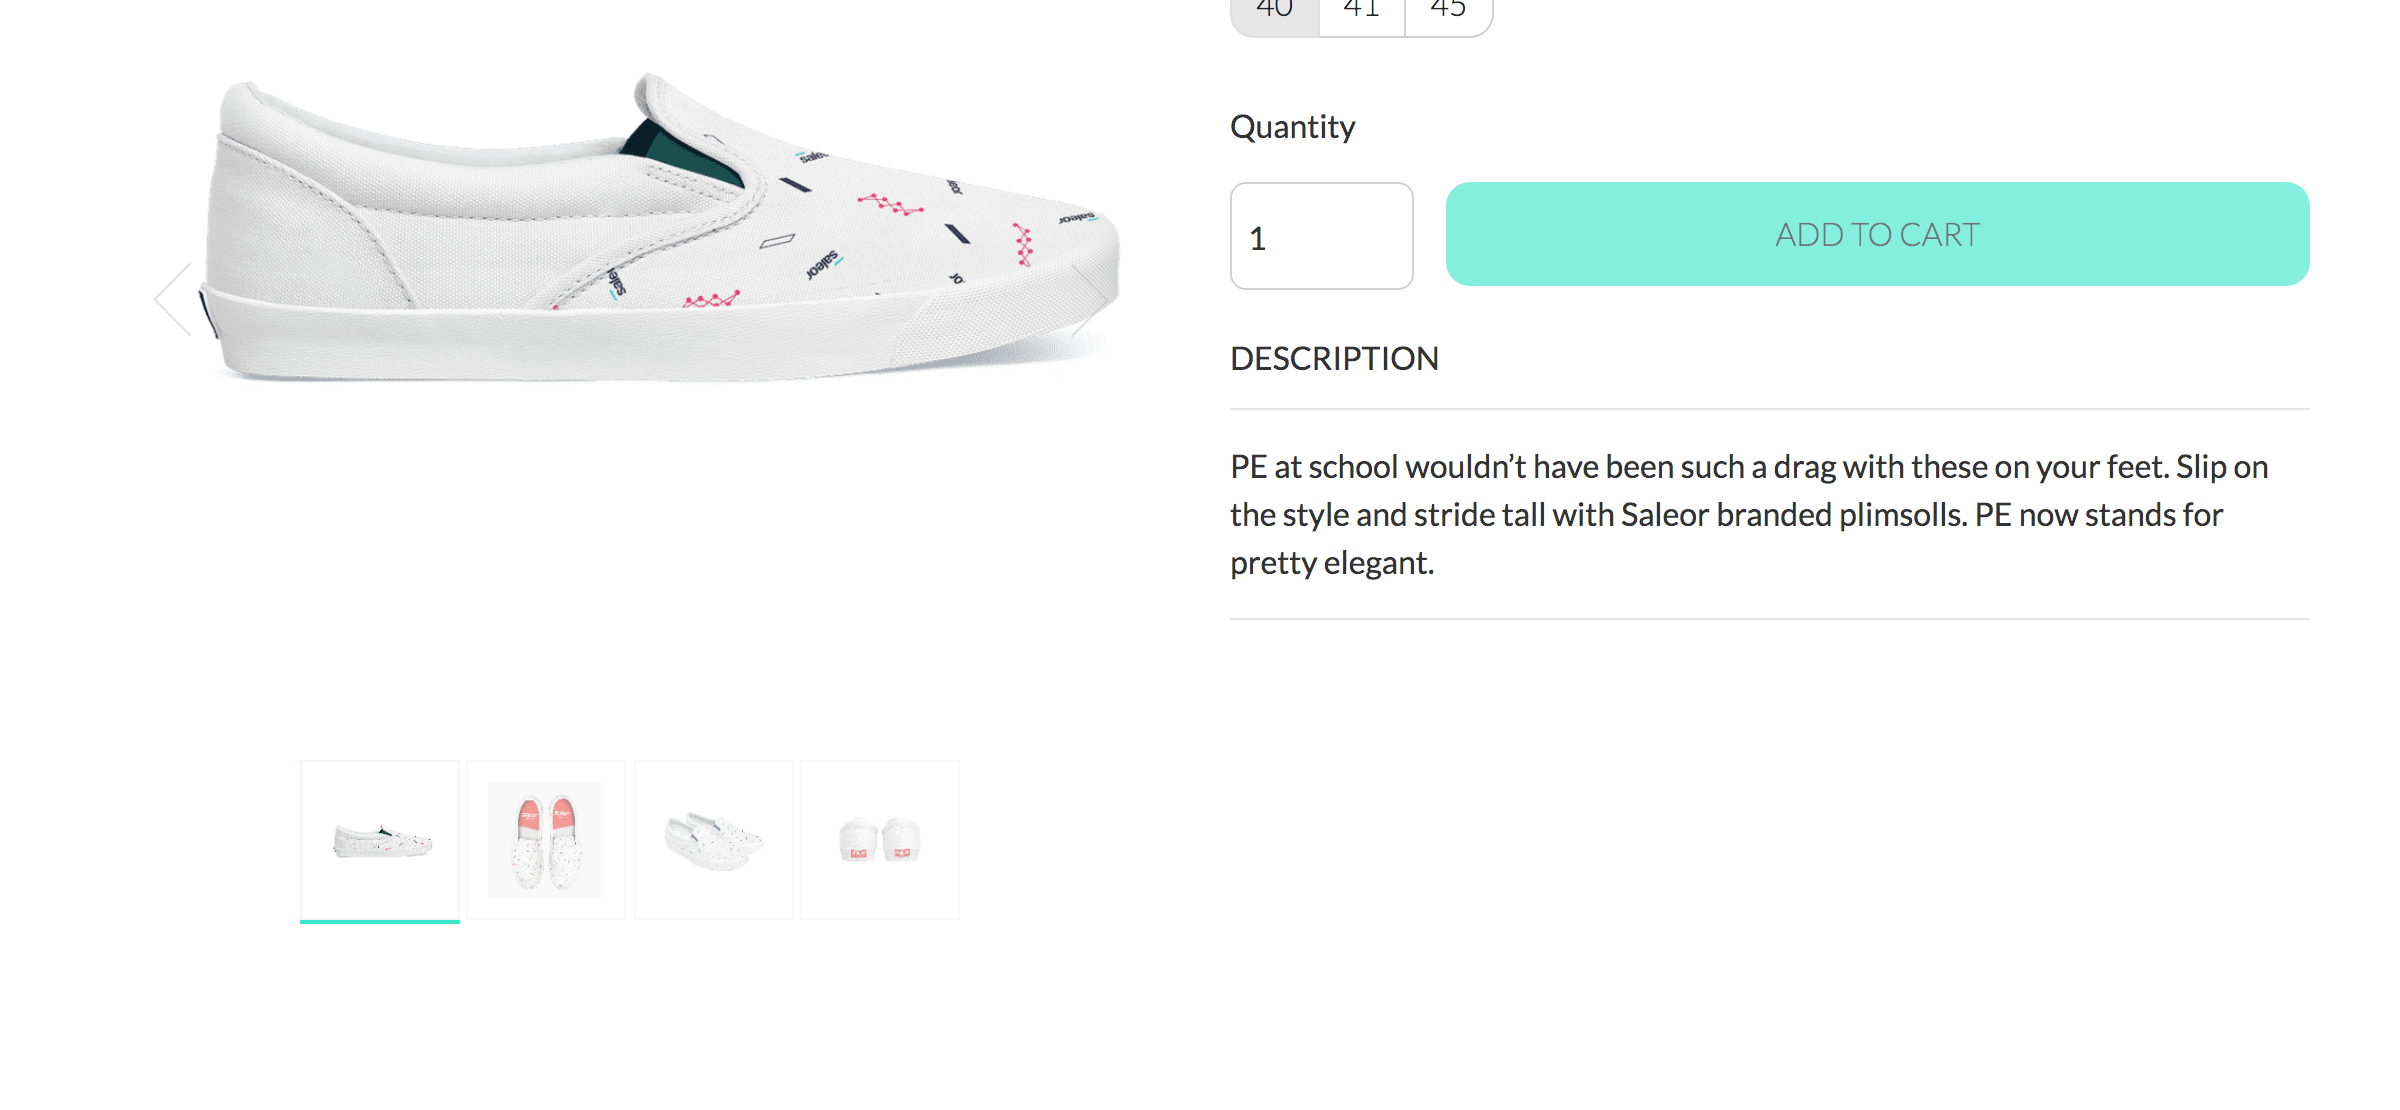 40 41 45
Quantity
1
ADD TO CART
DESCRIPTION
PE at school wouldn’t have been such a drag with these on your feet. Slip on
the style and stride tall with Saleor branded plimsolls. PE now stands for
pretty elegant.
saleor
saleor